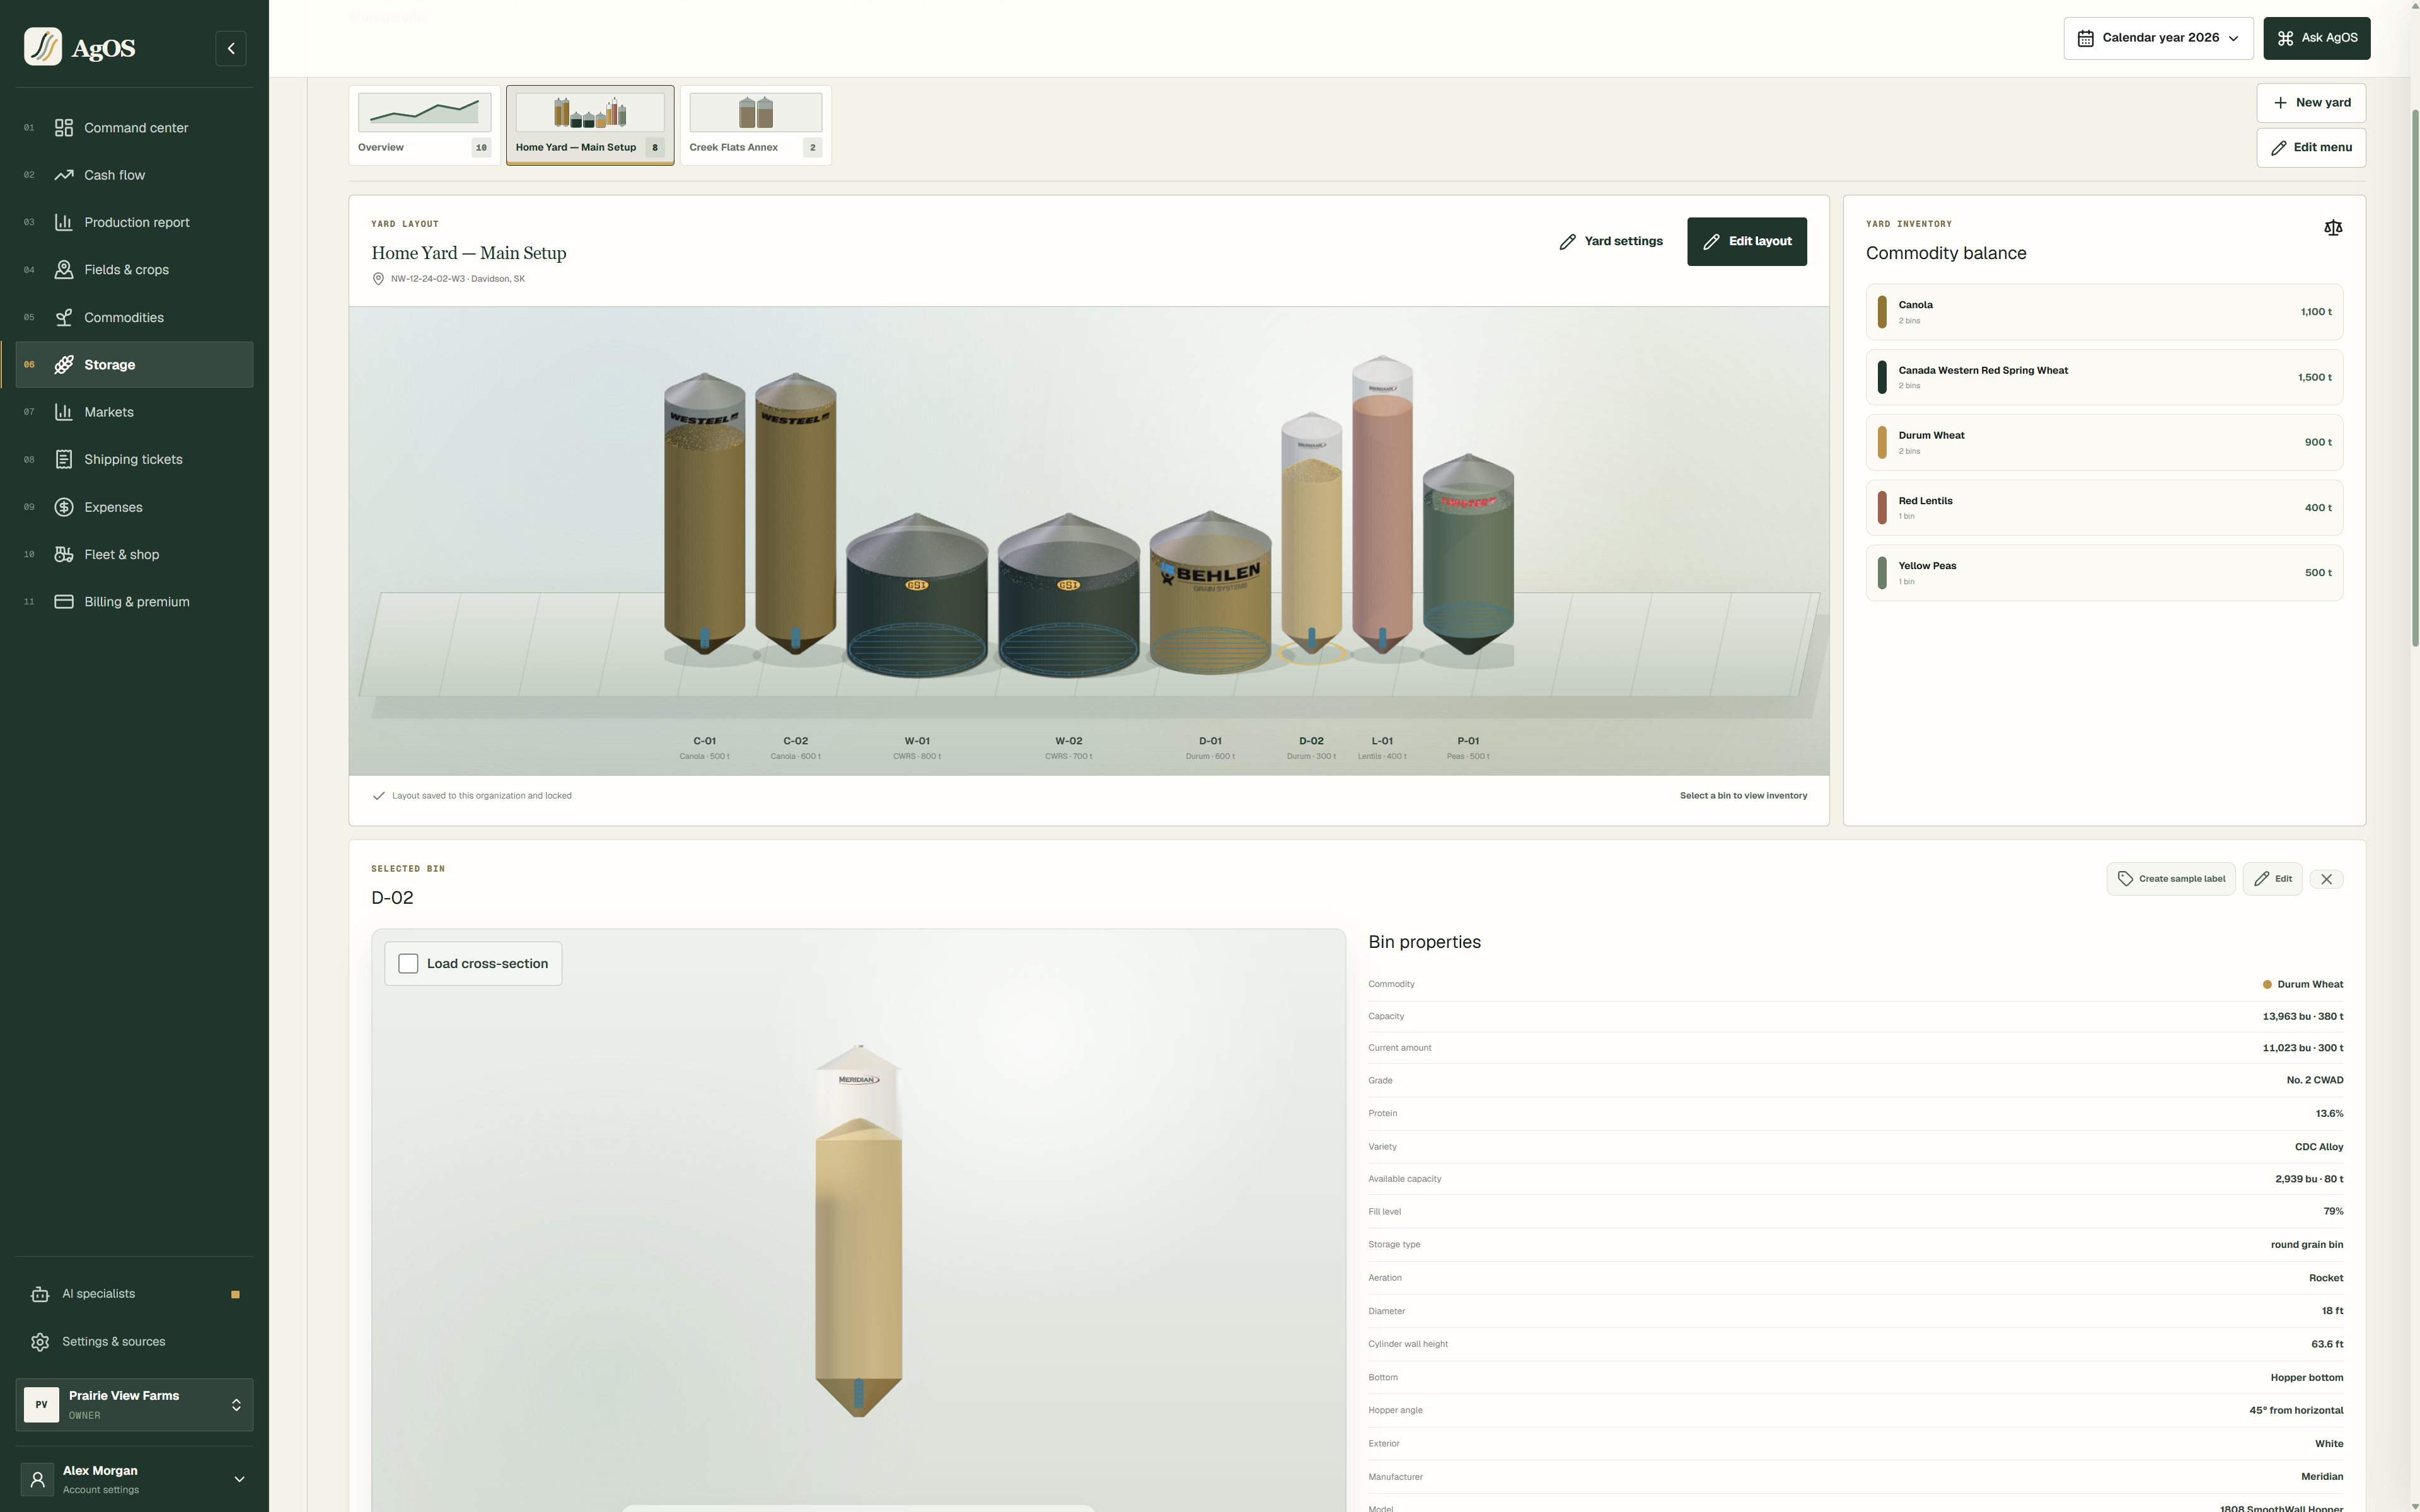 AgOS
01 Command center
02 Cash flow
03 Production report
04 Fields & crops
05 Commodities
06 Storage
07 Markets
08 Shipping tickets
09 Expenses
10 Fleet & shop
11 Billing & premium
AI specialists
Settings & sources
PV
Prairie View Farms
OWNER
Alex Morgan
Account settings
Calendar year 2026
Ask AgOS
Overview 10
Home Yard — Main Setup 8
Creek Flats Annex 2
New yard
Edit menu
YARD LAYOUT
Home Yard — Main Setup
NW-12-24-02-W3 · Davidson, SK
Yard settings
Edit layout
WESTEEL
WESTEEL
GSI
GSI
BEHLEN
GRAIN SYSTEMS
MERIDIAN
MERIDIAN
C-01
Canola · 500 t
C-02
Canola · 600 t
W-01
CWRS · 800 t
W-02
CWRS · 700 t
D-01
Durum · 600 t
D-02
Durum · 300 t
L-01
Lentils · 400 t
P-01
Peas · 500 t
Layout saved to this organization and locked
Select a bin to view inventory
YARD INVENTORY
Commodity balance
Canola
2 bins
1,100 t
Canada Western Red Spring Wheat
2 bins
1,500 t
Durum Wheat
2 bins
900 t
Red Lentils
1 bin
400 t
Yellow Peas
1 bin
500 t
SELECTED BIN
D-02
Create sample label
Edit
Load cross-section
MERIDIAN
Bin properties
Commodity Durum Wheat
Capacity 13,963 bu · 380 t
Current amount 11,023 bu · 300 t
Grade No. 2 CWAD
Protein 13.6%
Variety CDC Alloy
Available capacity 2,939 bu · 80 t
Fill level 79%
Storage type round grain bin
Aeration Rocket
Diameter 18 ft
Cylinder wall height 63.6 ft
Bottom Hopper bottom
Hopper angle 45° from horizontal
Exterior White
Manufacturer Meridian
Model 1808 SmoothWall Hopper